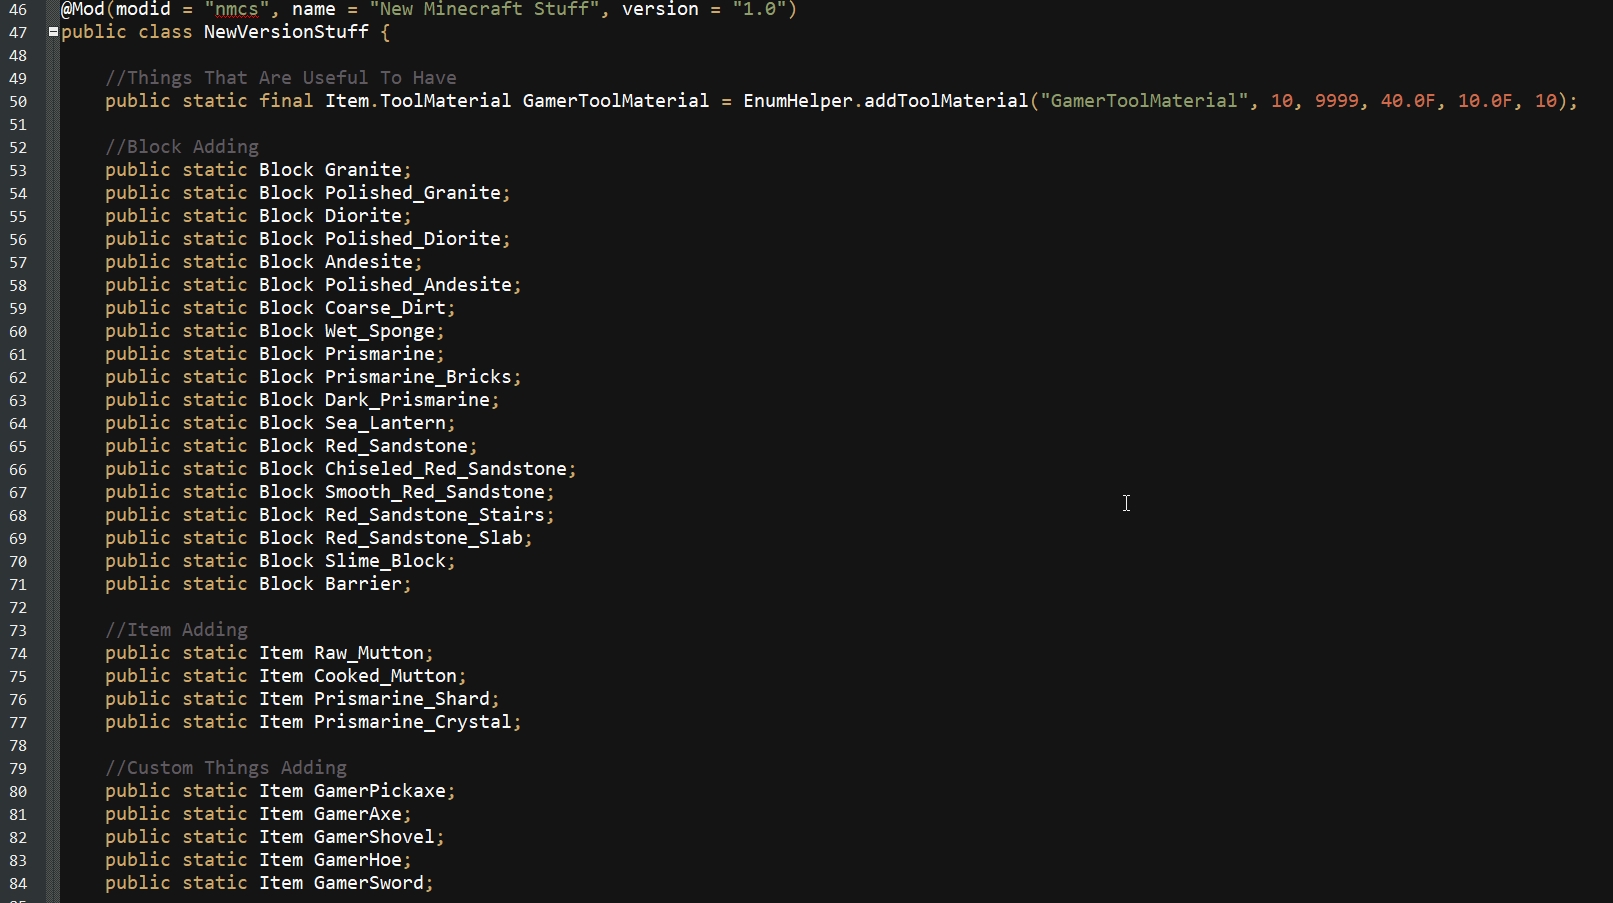 46 @Mod(modid = "nmcs", name = "New Minecraft Stuff", version = "1.0")
47 public class NewVersionStuff {
48
49 //Things That Are Useful To Have
50 public static final Item.ToolMaterial GamerToolMaterial = EnumHelper.addToolMaterial("GamerToolMaterial", 10, 9999, 40.0F, 10.0F, 10);
51
52 //Block Adding
53 public static Block Granite;
54 public static Block Polished_Granite;
55 public static Block Diorite;
56 public static Block Polished_Diorite;
57 public static Block Andesite;
58 public static Block Polished_Andesite;
59 public static Block Coarse_Dirt;
60 public static Block Wet_Sponge;
61 public static Block Prismarine;
62 public static Block Prismarine_Bricks;
63 public static Block Dark_Prismarine;
64 public static Block Sea_Lantern;
65 public static Block Red_Sandstone;
66 public static Block Chiseled_Red_Sandstone;
67 public static Block Smooth_Red_Sandstone;
68 public static Block Red_Sandstone_Stairs;
69 public static Block Red_Sandstone_Slab;
70 public static Block Slime_Block;
71 public static Block Barrier;
72
73 //Item Adding
74 public static Item Raw_Mutton;
75 public static Item Cooked_Mutton;
76 public static Item Prismarine_Shard;
77 public static Item Prismarine_Crystal;
78
79 //Custom Things Adding
80 public static Item GamerPickaxe;
81 public static Item GamerAxe;
82 public static Item GamerShovel;
83 public static Item GamerHoe;
84 public static Item GamerSword;